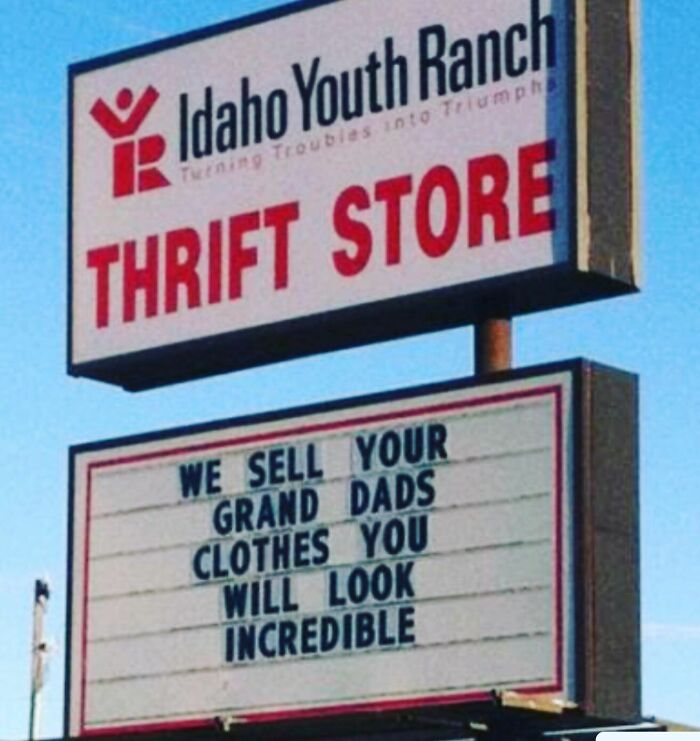 YR Idaho Youth Ranch
Turning Troubles into Triumphs
THRIFT STORE
WE SELL YOUR
GRAND DADS
CLOTHES YOU
WILL LOOK
INCREDIBLE